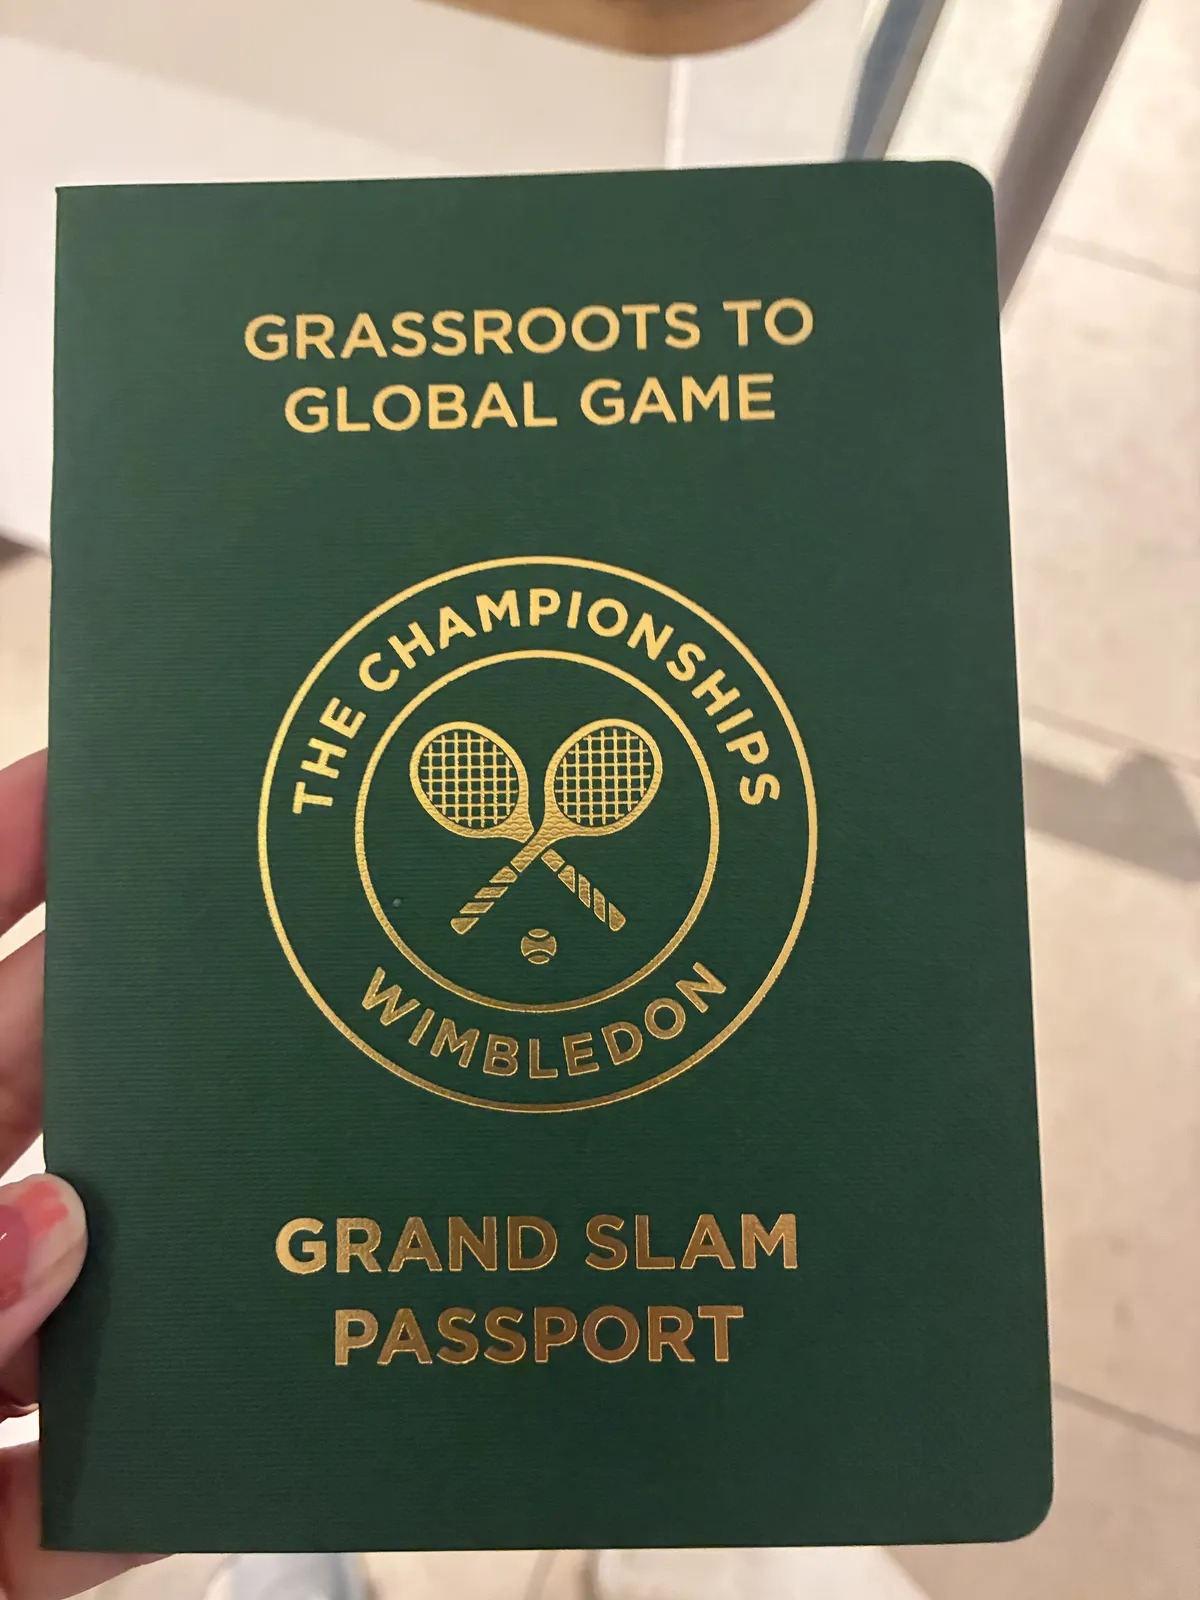 GRASSROOTS TO
GLOBAL GAME
THE CHAMPIONSHIPS
WIMBLEDON
GRAND SLAM
PASSPORT